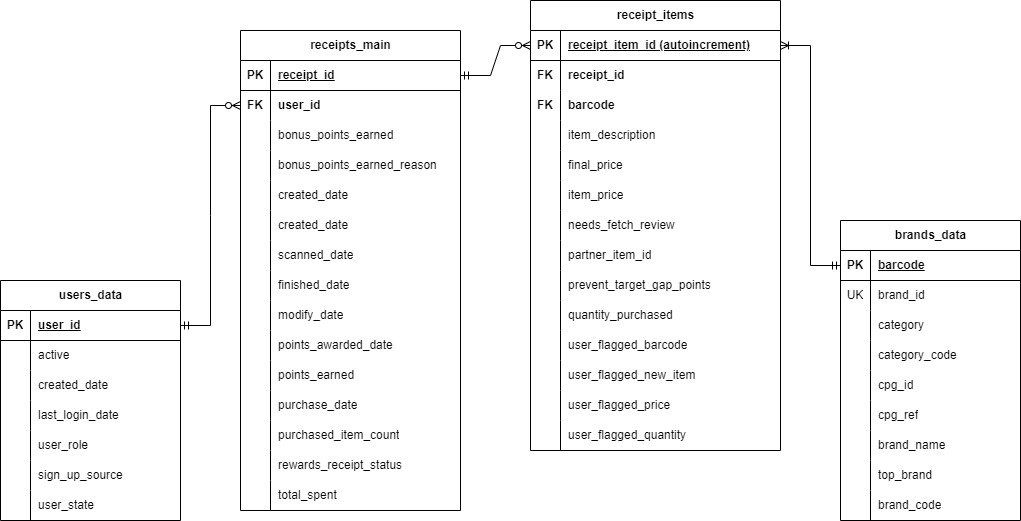 receipt_items
PK receipt_item_id (autoincrement)
FK receipt_id
FK barcode
item_description
final_price
item_price
needs_fetch_review
partner_item_id
prevent_target_gap_points
quantity_purchased
user_flagged_barcode
user_flagged_new_item
user_flagged_price
user_flagged_quantity
receipts_main
PK receipt_id
FK user_id
bonus_points_earned
bonus_points_earned_reason
created_date
created_date
scanned_date
finished_date
modify_date
points_awarded_date
points_earned
purchase_date
purchased_item_count
rewards_receipt_status
total_spent
brands_data
PK barcode
UK brand_id
category
category_code
cpg_id
cpg_ref
brand_name
top_brand
brand_code
users_data
PK user_id
active
created_date
last_login_date
user_role
sign_up_source
user_state